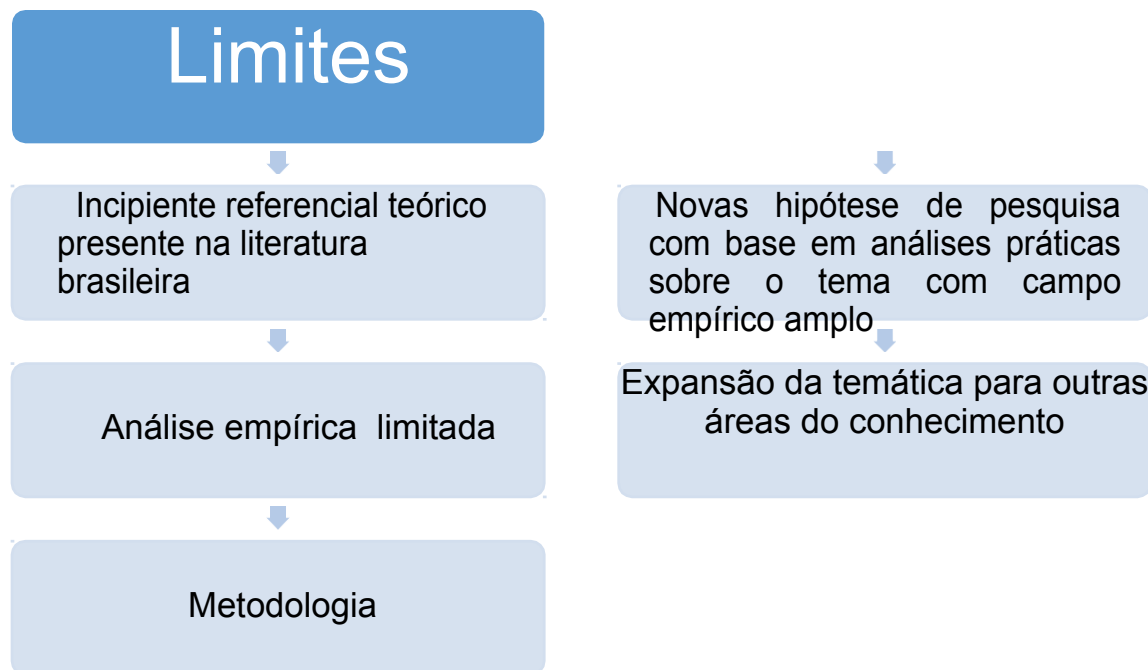 Limites
Incipiente referencial teórico
presente na literatura
brasileira
Análise empírica limitada
Metodologia
Novas hipótese de pesquisa
com base em análises práticas
sobre o tema com campo
empírico amplo
Expansão da temática para outras
áreas do conhecimento